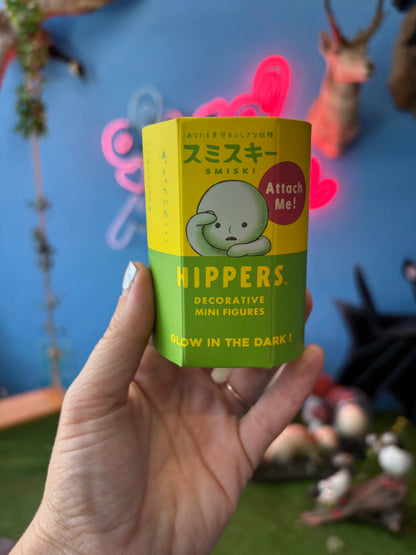 あなたを見守るふしぎな妖精
スミスキー
SMISKI
Attach
Me!
HIPPERS™
DECORATIVE
MINI FIGURES
GLOW IN THE DARK!